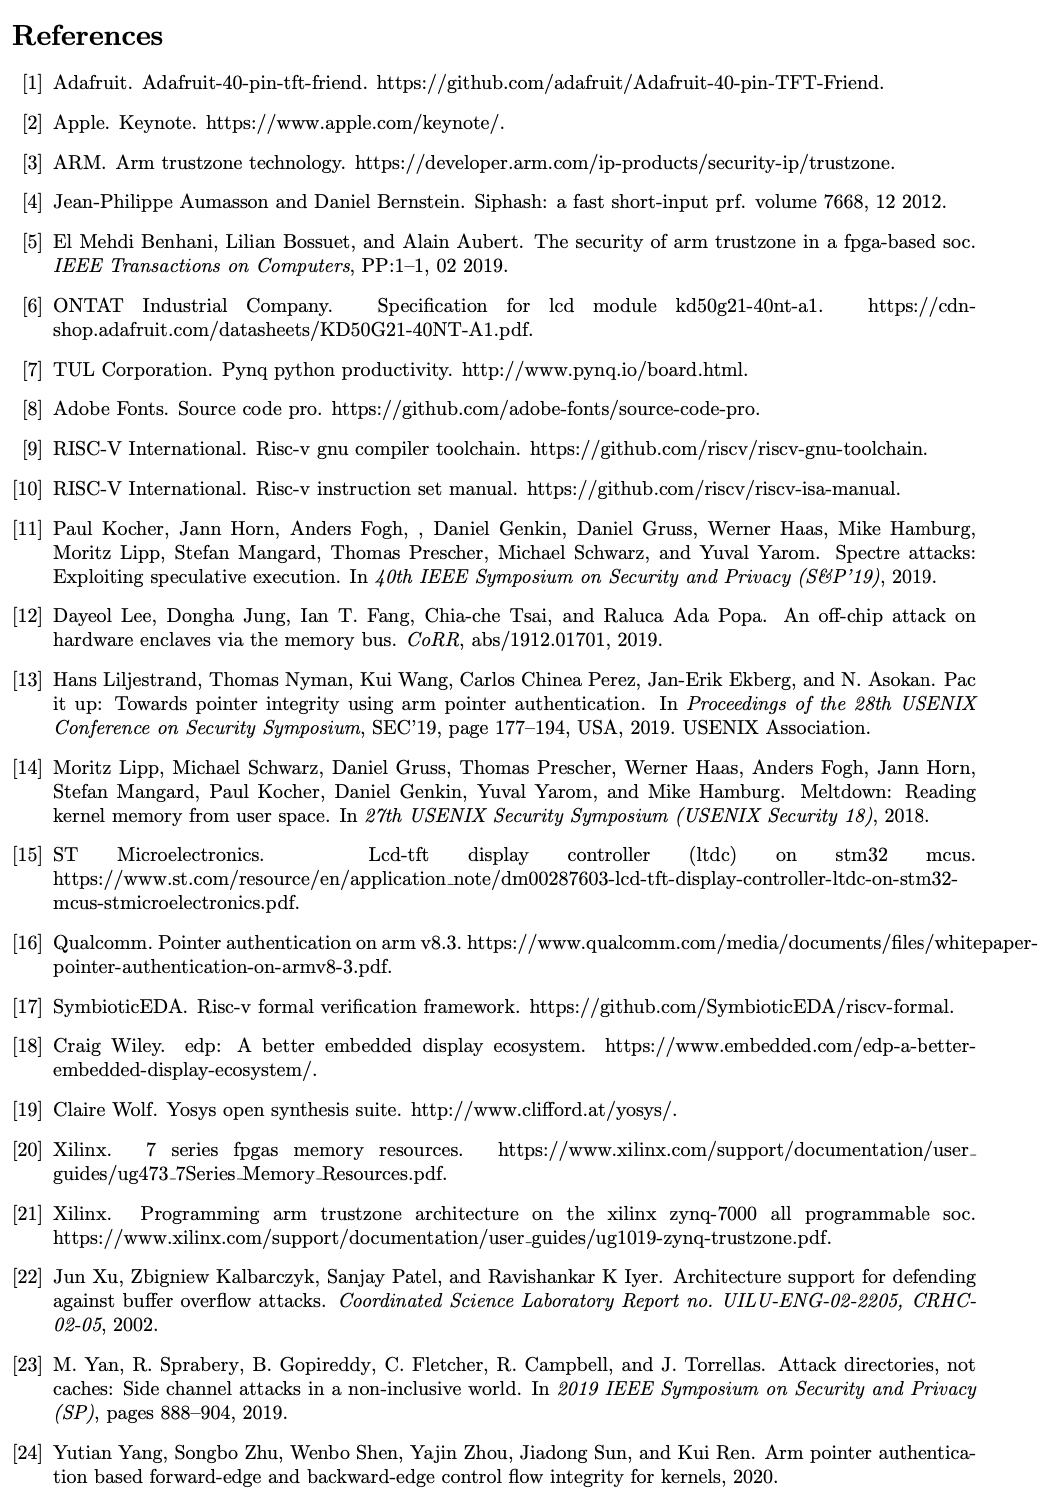 References
[1] Adafruit. Adafruit-40-pin-tft-friend. https://github.com/adafruit/Adafruit-40-pin-TFT-Friend.
[2] Apple. Keynote. https://www.apple.com/keynote/.
[3] ARM. Arm trustzone technology. https://developer.arm.com/ip-products/security-ip/trustzone.
[4] Jean-Philippe Aumasson and Daniel Bernstein. Siphash: a fast short-input prf. volume 7668, 12 2012.
[5] El Mehdi Benhani, Lilian Bossuet, and Alain Aubert. The security of arm trustzone in a fpga-based soc.
IEEE Transactions on Computers, PP:1–1, 02 2019.
[6] ONTAT Industrial Company. Specification for lcd module kd50g21-40nt-a1. https://cdn-
shop.adafruit.com/datasheets/KD50G21-40NT-A1.pdf.
[7] TUL Corporation. Pynq python productivity. http://www.pynq.io/board.html.
[8] Adobe Fonts. Source code pro. https://github.com/adobe-fonts/source-code-pro.
[9] RISC-V International. Risc-v gnu compiler toolchain. https://github.com/riscv/riscv-gnu-toolchain.
[10] RISC-V International. Risc-v instruction set manual. https://github.com/riscv/riscv-isa-manual.
[11] Paul Kocher, Jann Horn, Anders Fogh, , Daniel Genkin, Daniel Gruss, Werner Haas, Mike Hamburg,
Moritz Lipp, Stefan Mangard, Thomas Prescher, Michael Schwarz, and Yuval Yarom. Spectre attacks:
Exploiting speculative execution. In 40th IEEE Symposium on Security and Privacy (S&P'19), 2019.
[12] Dayeol Lee, Dongha Jung, Ian T. Fang, Chia-che Tsai, and Raluca Ada Popa. An off-chip attack on
hardware enclaves via the memory bus. CoRR, abs/1912.01701, 2019.
[13] Hans Liljestrand, Thomas Nyman, Kui Wang, Carlos Chinea Perez, Jan-Erik Ekberg, and N. Asokan. Pac
it up: Towards pointer integrity using arm pointer authentication. In Proceedings of the 28th USENIX
Conference on Security Symposium, SEC'19, page 177–194, USA, 2019. USENIX Association.
[14] Moritz Lipp, Michael Schwarz, Daniel Gruss, Thomas Prescher, Werner Haas, Anders Fogh, Jann Horn,
Stefan Mangard, Paul Kocher, Daniel Genkin, Yuval Yarom, and Mike Hamburg. Meltdown: Reading
kernel memory from user space. In 27th USENIX Security Symposium (USENIX Security 18), 2018.
[15] ST Microelectronics. Lcd-tft display controller (ltdc) on stm32 mcus.
https://www.st.com/resource/en/application_note/dm00287603-lcd-tft-display-controller-ltdc-on-stm32-
mcus-stmicroelectronics.pdf.
[16] Qualcomm. Pointer authentication on arm v8.3. https://www.qualcomm.com/media/documents/files/whitepaper-
pointer-authentication-on-armv8-3.pdf.
[17] SymbioticEDA. Risc-v formal verification framework. https://github.com/SymbioticEDA/riscv-formal.
[18] Craig Wiley. edp: A better embedded display ecosystem. https://www.embedded.com/edp-a-better-
embedded-display-ecosystem/.
[19] Claire Wolf. Yosys open synthesis suite. http://www.clifford.at/yosys/.
[20] Xilinx. 7 series fpgas memory resources. https://www.xilinx.com/support/documentation/user_
guides/ug473_7Series_Memory_Resources.pdf.
[21] Xilinx. Programming arm trustzone architecture on the xilinx zynq-7000 all programmable soc.
https://www.xilinx.com/support/documentation/user_guides/ug1019-zynq-trustzone.pdf.
[22] Jun Xu, Zbigniew Kalbarczyk, Sanjay Patel, and Ravishankar K Iyer. Architecture support for defending
against buffer overflow attacks. Coordinated Science Laboratory Report no. UILU-ENG-02-2205, CRHC-
02-05, 2002.
[23] M. Yan, R. Sprabery, B. Gopireddy, C. Fletcher, R. Campbell, and J. Torrellas. Attack directories, not
caches: Side channel attacks in a non-inclusive world. In 2019 IEEE Symposium on Security and Privacy
(SP), pages 888–904, 2019.
[24] Yutian Yang, Songbo Zhu, Wenbo Shen, Yajin Zhou, Jiadong Sun, and Kui Ren. Arm pointer authentica-
tion based forward-edge and backward-edge control flow integrity for kernels, 2020.